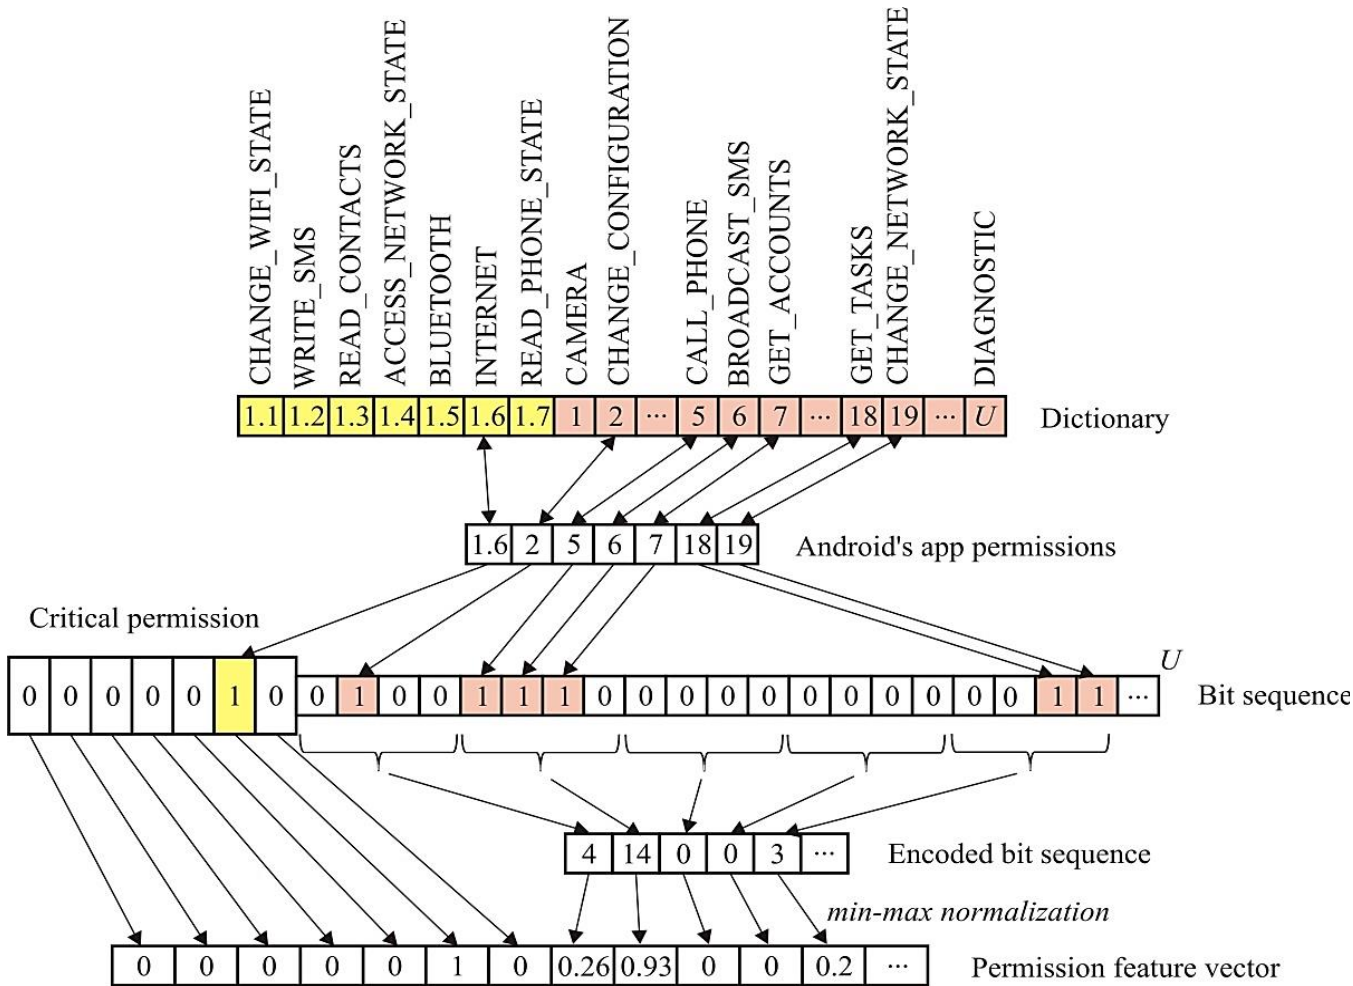 CHANGE_WIFI_STATE
WRITE_SMS
READ_CONTACTS
ACCESS_NETWORK_STATE
BLUETOOTH
INTERNET
READ_PHONE_STATE
CAMERA
CHANGE_CONFIGURATION
CALL_PHONE
BROADCAST_SMS
GET_ACCOUNTS
GET_TASKS
CHANGE_NETWORK_STATE
DIAGNOSTIC
1.1 1.2 1.3 1.4 1.5 1.6 1.7 1 2 ... 5 6 7 ... 18 19 ... U Dictionary
1.6 2 5 6 7 18 19 Android's app permissions
Critical permission
U
0 0 0 0 0 1 0 0 1 0 0 1 1 1 0 0 0 0 0 0 0 0 0 0 0 1 1 ... Bit sequence
4 14 0 0 3 ... Encoded bit sequence
min-max normalization
0 0 0 0 0 1 0 0.26 0.93 0 0 0.2 ... Permission feature vector